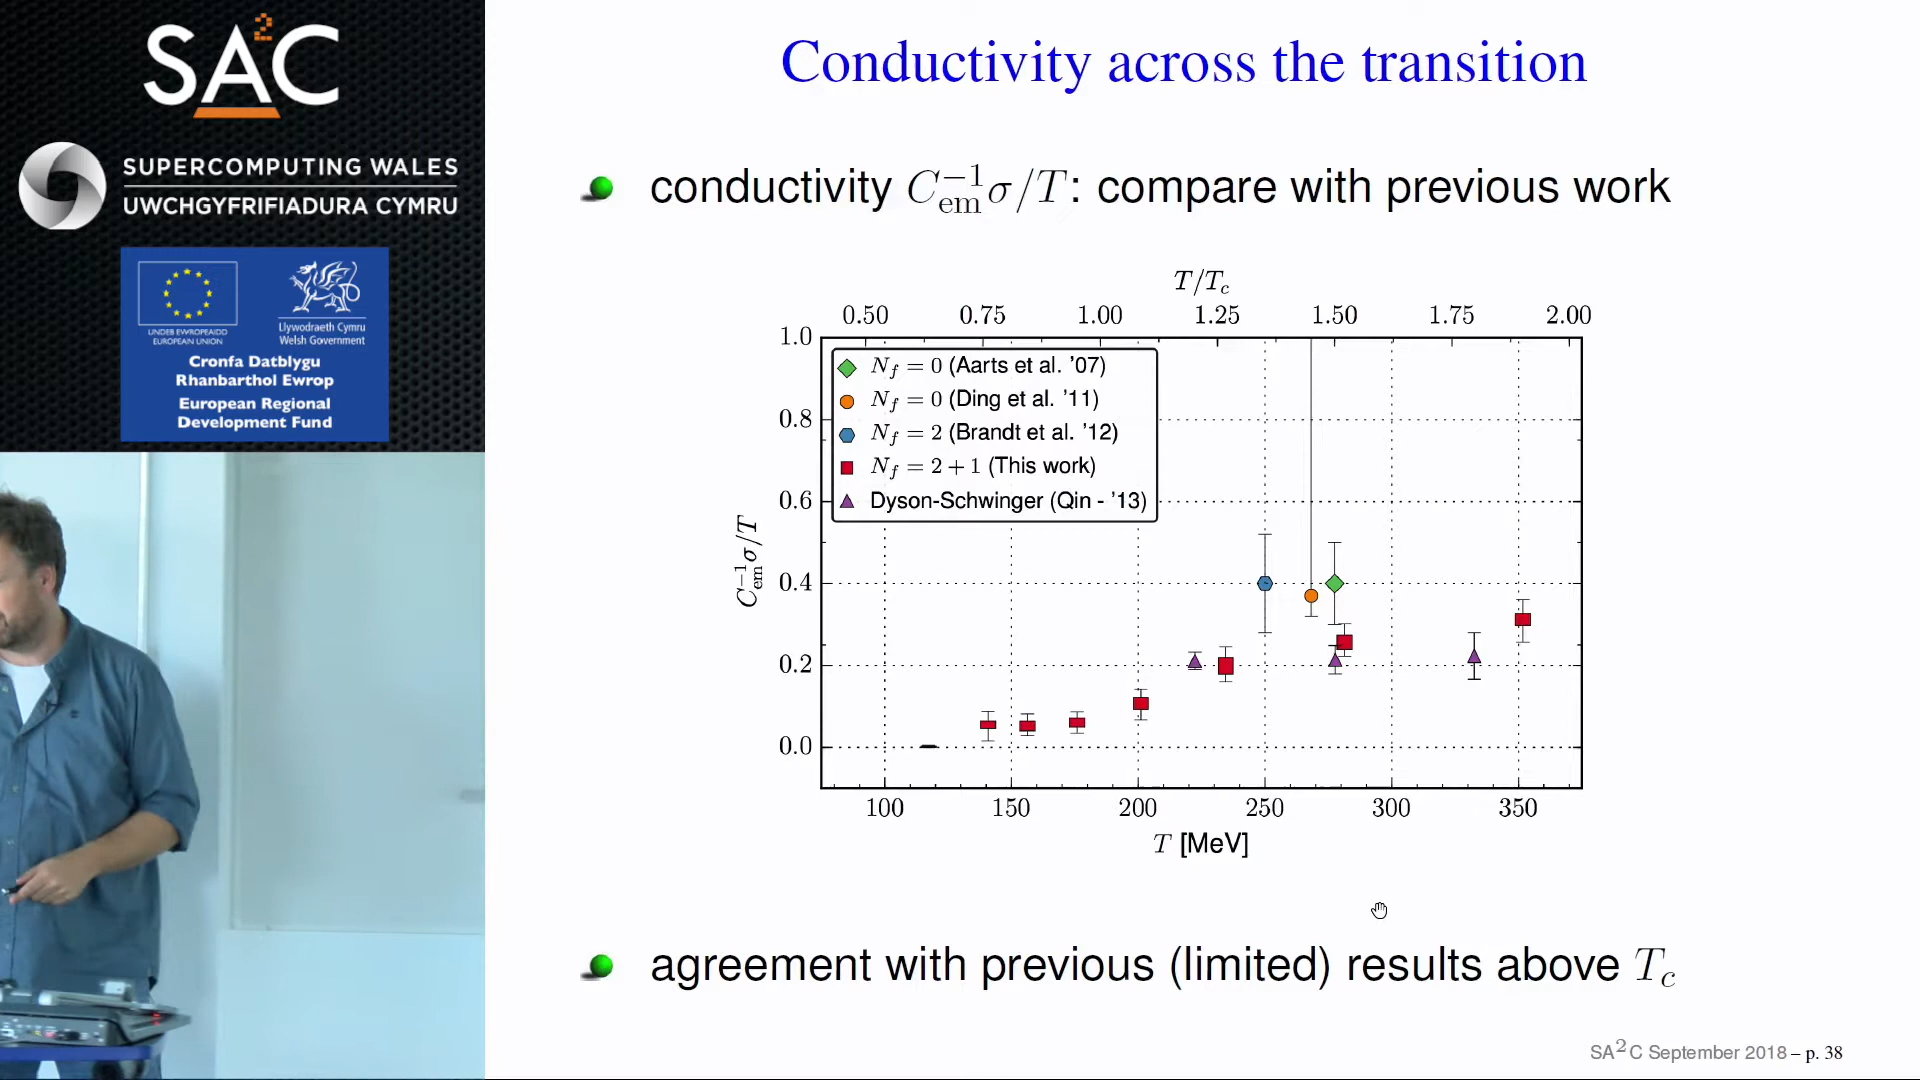 SA²C
SUPERCOMPUTING WALES
UWCHGYFRIFIADURA CYMRU
UNDEB EWROPEAIDD
EUROPEAN UNION
Llywodraeth Cymru
Welsh Government
Cronfa Datblygu
Rhanbarthol Ewrop
European Regional
Development Fund
Conductivity across the transition
conductivity C_em^{-1}σ/T: compare with previous work
T/T_c
0.50 0.75 1.00 1.25 1.50 1.75 2.00
1.0
0.8
0.6
0.4
0.2
0.0
C_em^{-1}σ/T
N_f = 0 (Aarts et al. '07)
N_f = 0 (Ding et al. '11)
N_f = 2 (Brandt et al. '12)
N_f = 2 + 1 (This work)
Dyson-Schwinger (Qin - '13)
100 150 200 250 300 350
T [MeV]
agreement with previous (limited) results above T_c
SA²C September 2018 – p. 38